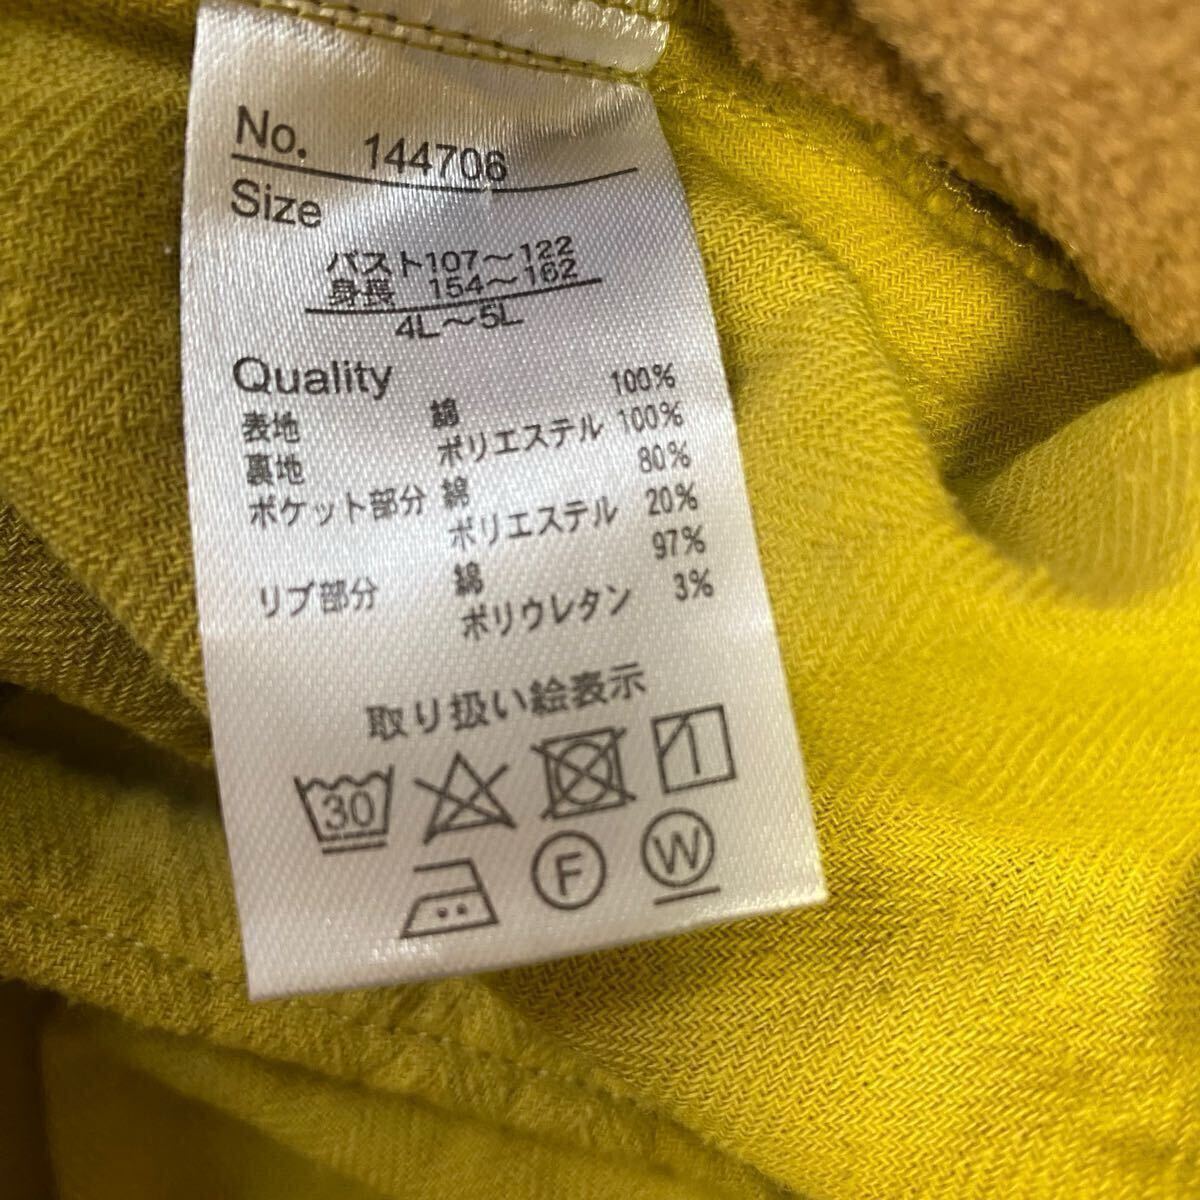 No. 144706
Size
バスト107～122
身長 154～162
4L～5L
Quality
表地 綿 100%
裏地 ポリエステル 100%
ポケット部分 綿 80%
ポリエステル 20%
リブ部分 綿 97%
ポリウレタン 3%
取り扱い絵表示
30
F W